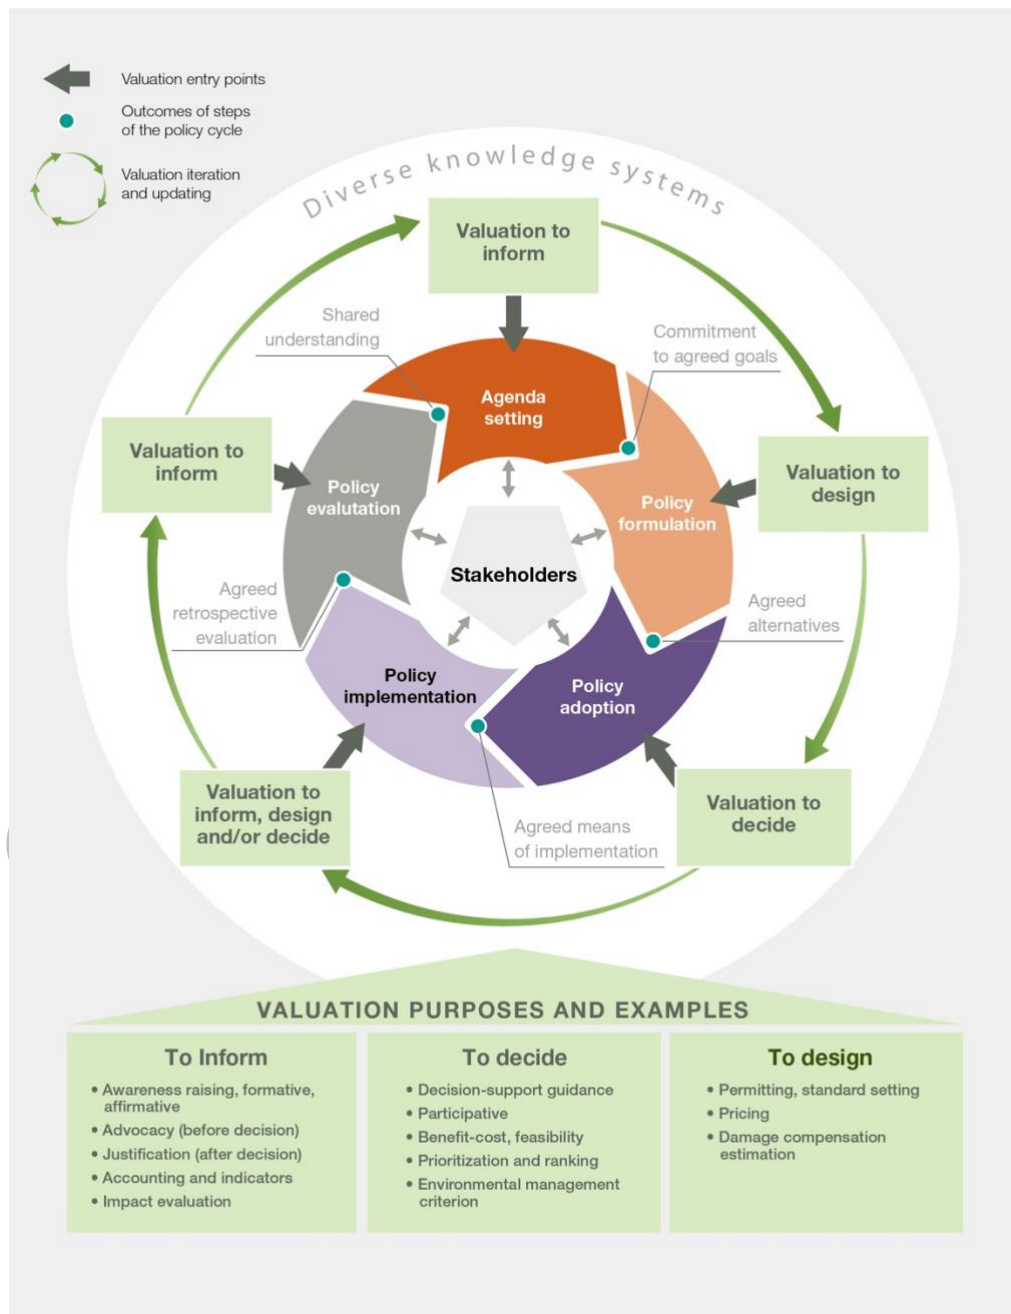 Valuation entry points
Outcomes of steps
of the policy cycle
Valuation iteration
and updating
Diverse knowledge systems
Valuation to
inform
Shared
understanding
Commitment
to agreed goals
Agenda
setting
Valuation to
inform
Valuation to
design
Policy
evalutation
Policy
formulation
Stakeholders
Agreed
retrospective
evaluation
Agreed
alternatives
Policy
implementation
Policy
adoption
Valuation to
inform, design
and/or decide
Valuation to
decide
Agreed means
of implementation
VALUATION PURPOSES AND EXAMPLES
To Inform
• Awareness raising, formative,
affirmative
• Advocacy (before decision)
• Justification (after decision)
• Accounting and indicators
• Impact evaluation
To decide
• Decision-support guidance
• Participative
• Benefit-cost, feasibility
• Prioritization and ranking
• Environmental management
criterion
To design
• Permitting, standard setting
• Pricing
• Damage compensation
estimation